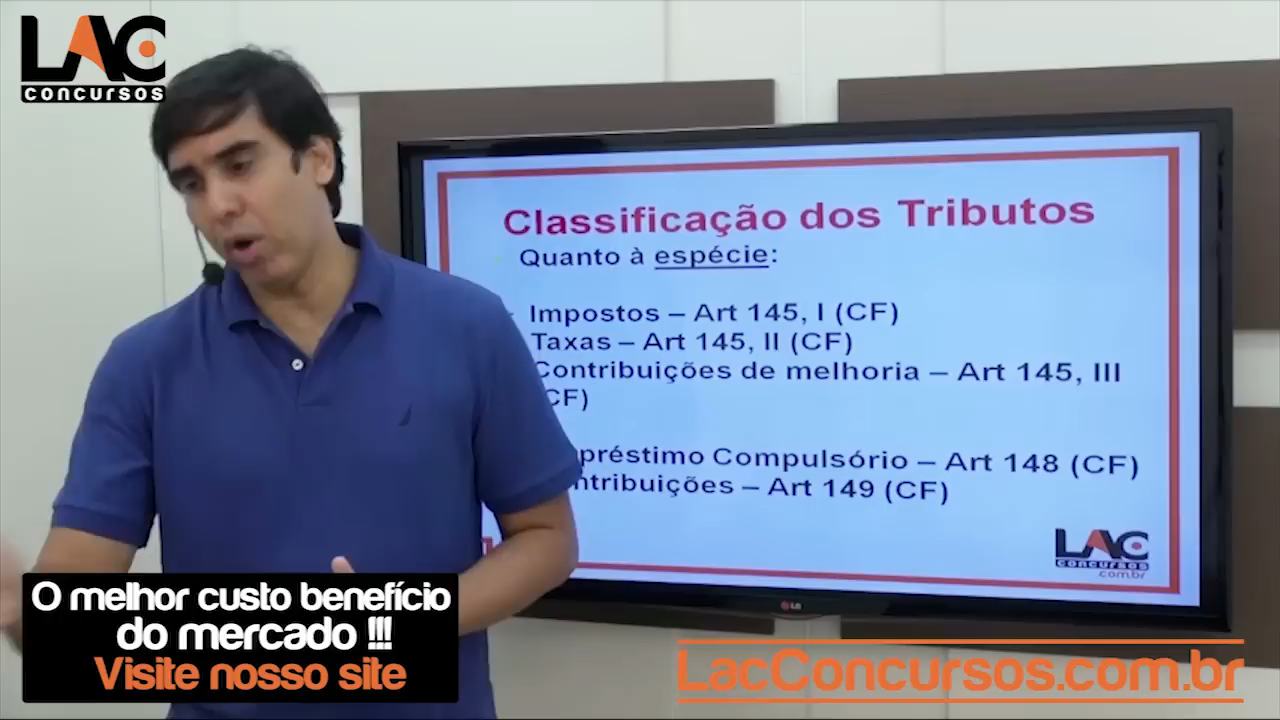 LAC
CONCURSOS
Classificação dos Tributos
Quanto à espécie:
Impostos – Art 145, I (CF)
Taxas – Art 145, II (CF)
Contribuições de melhoria – Art 145, III
CF)
Compulsório – Art 148 (CF)
– Art 149 (CF)
LAC
CONCURSOS
.com.br
LG
O melhor custo benefício
do mercado !!!
Visite nosso site
LacConcursos.com.br